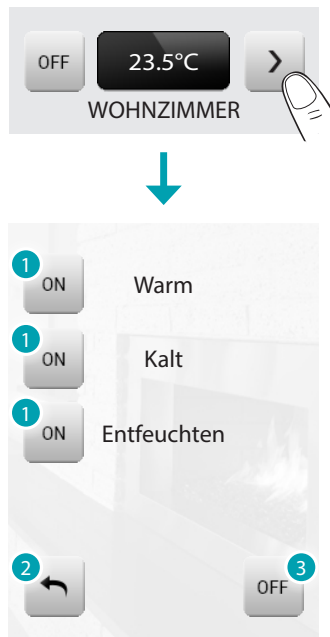 OFF 23.5°C
WOHNZIMMER
1
ON Warm
1
ON Kalt
1
ON Entfeuchten
2 3
OFF